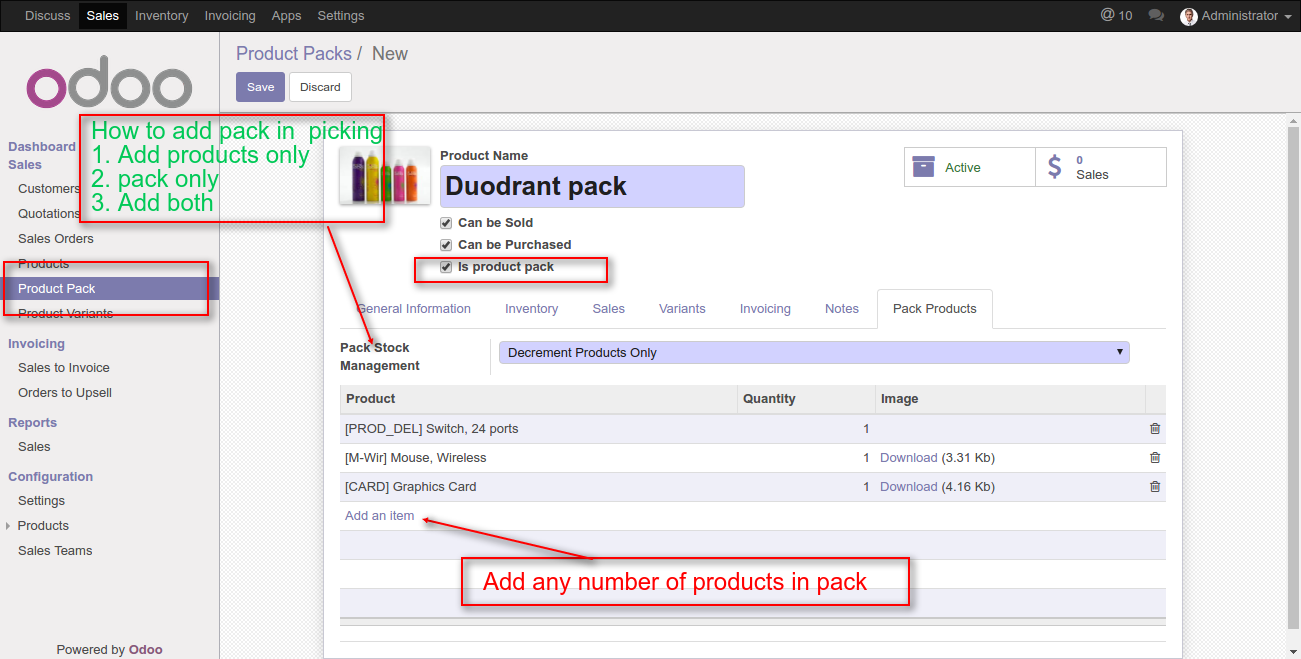 Discuss Sales Inventory Invoicing Apps Settings @ 10 Administrator
Product Packs / New
odoo
Save Discard
How to add pack in picking
1. Add products only
2. pack only
3. Add both
Dashboard
Sales
Customers
Quotations
Sales Orders
Products
Product Pack
Product Variants
Invoicing
Sales to Invoice
Orders to Upsell
Reports
Sales
Configuration
Settings
Products
Sales Teams
Powered by Odoo
Product Name
Duodrant pack
Active
$ 0
Sales
Can be Sold
Can be Purchased
Is product pack
General Information Inventory Sales Variants Invoicing Notes Pack Products
Pack Stock
Management
Decrement Products Only
Product Quantity Image
[PROD_DEL] Switch, 24 ports 1
[M-Wir] Mouse, Wireless 1 Download (3.31 Kb)
[CARD] Graphics Card 1 Download (4.16 Kb)
Add an item
Add any number of products in pack